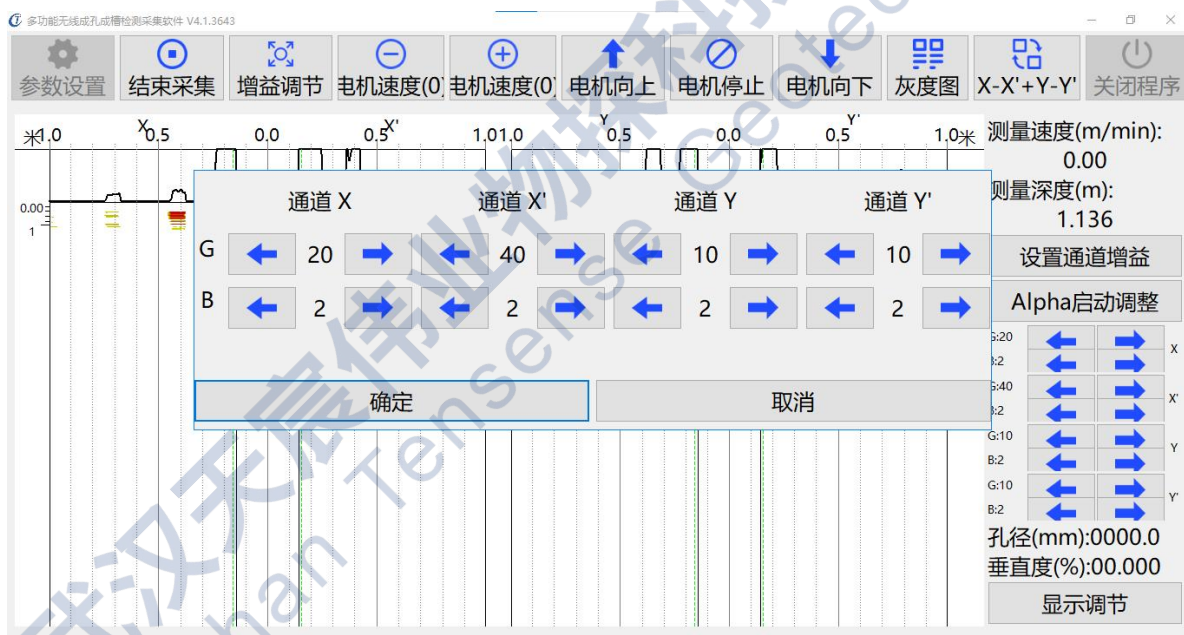 多功能无线成孔成槽检测采集软件 V4.1.3643
参数设置 结束采集 增益调节 电机速度(0) 电机速度(0) 电机向上 电机停止 电机向下 灰度图 X-X'+Y-Y' 关闭程序
米1.0 X 0.5 0.0 0.5 X' 1.0 1.0 Y 0.5 0.0 0.5 Y' 1.0米
测量速度(m/min):
0.00
测量深度(m):
1.136
0.00
1
通道 X 通道 X' 通道 Y 通道 Y'
G 20 40 10 10
B 2 2 2 2
确定 取消
设置通道增益
Alpha启动调整
G:20
B:2
X
G:40
B:2
X'
G:10
B:2
Y
G:10
B:2
Y'
孔径(mm):0000.0
垂直度(%):00.000
显示调节
武汉天宸伟业物探科技
Tensense Geotec